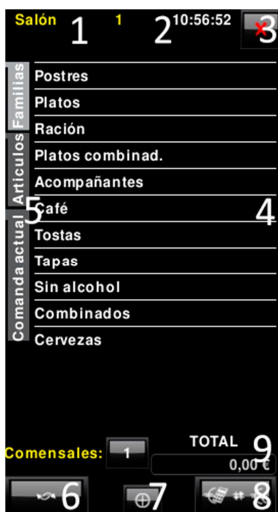 Salón 1 1 2 10:56:52 3
Familias
Articulos
Comanda actual
5
Postres
Platos
Ración
Platos combinad.
Acompañantes
Café 4
Tostas
Tapas
Sin alcohol
Combinados
Cervezas
TOTAL 9
Comensales: 1
0,00 €
6 7 8